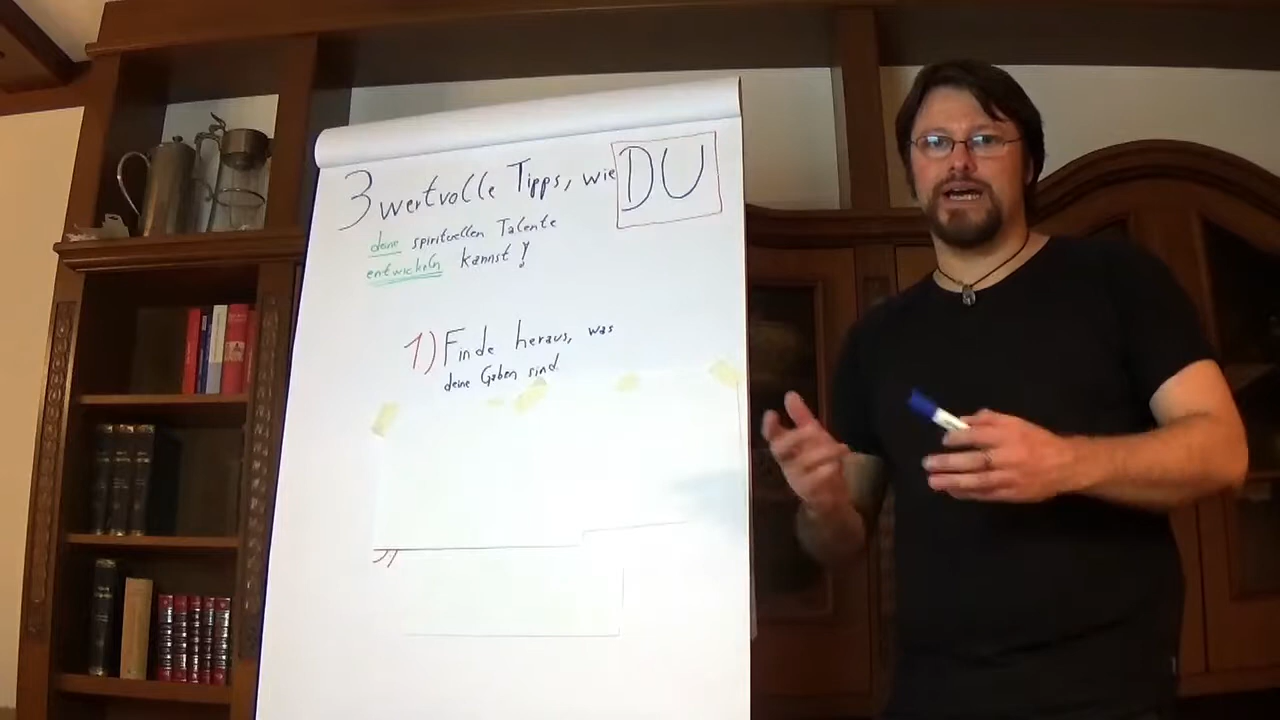 3 wertvolle Tipps, wie DU
deine spirituellen Talente
entwickeln kannst!
1) Finde heraus, was
deine Gaben sind